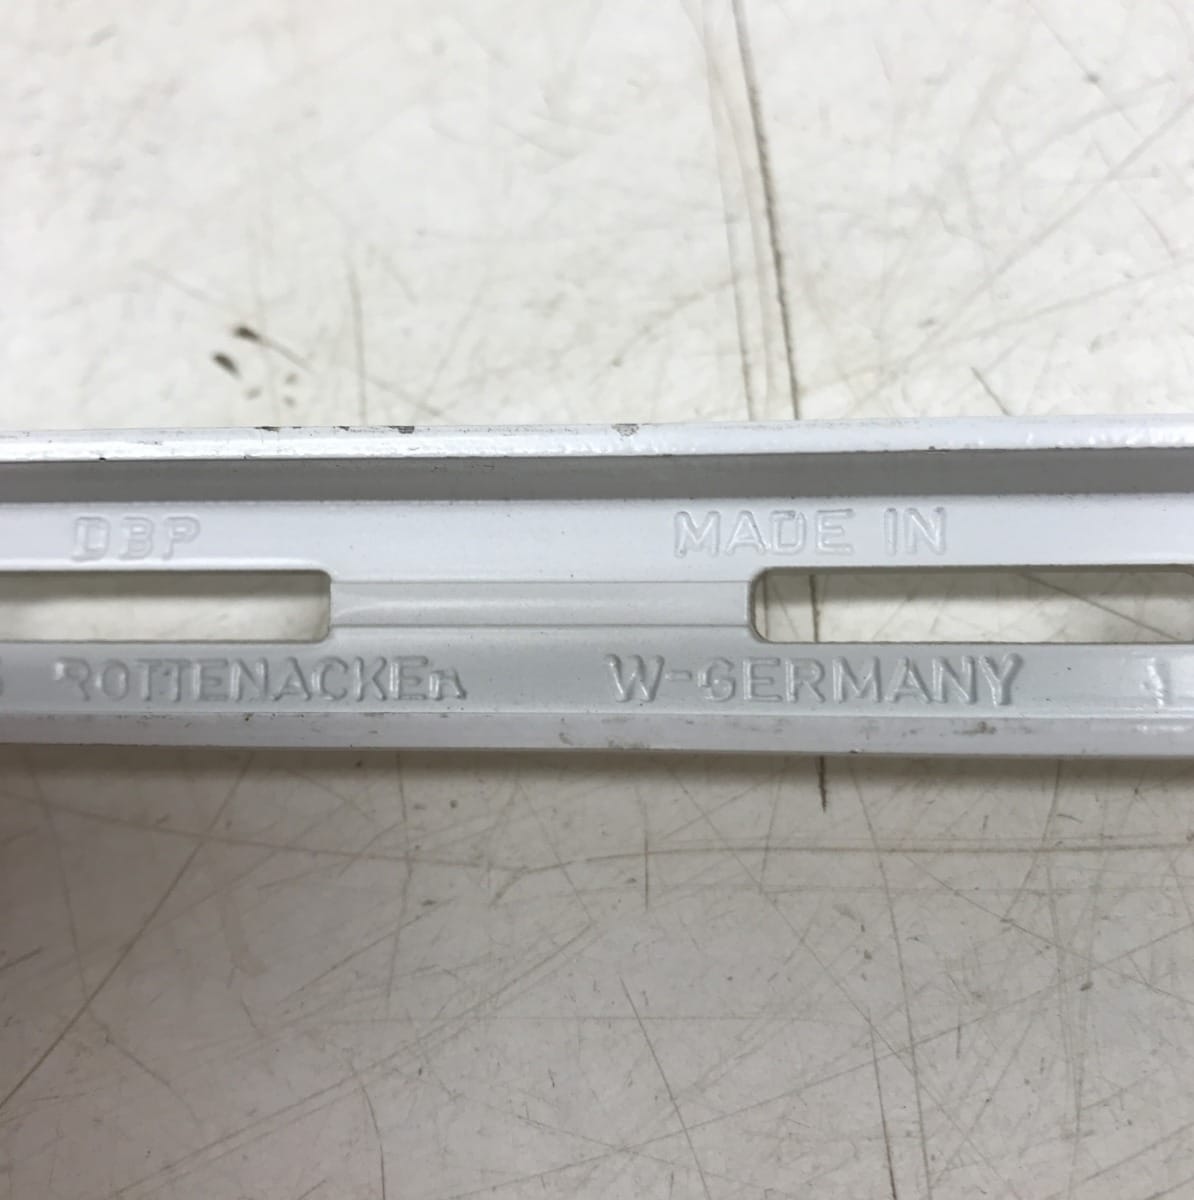 DBP MADE IN
ROTTENACKER W-GERMANY